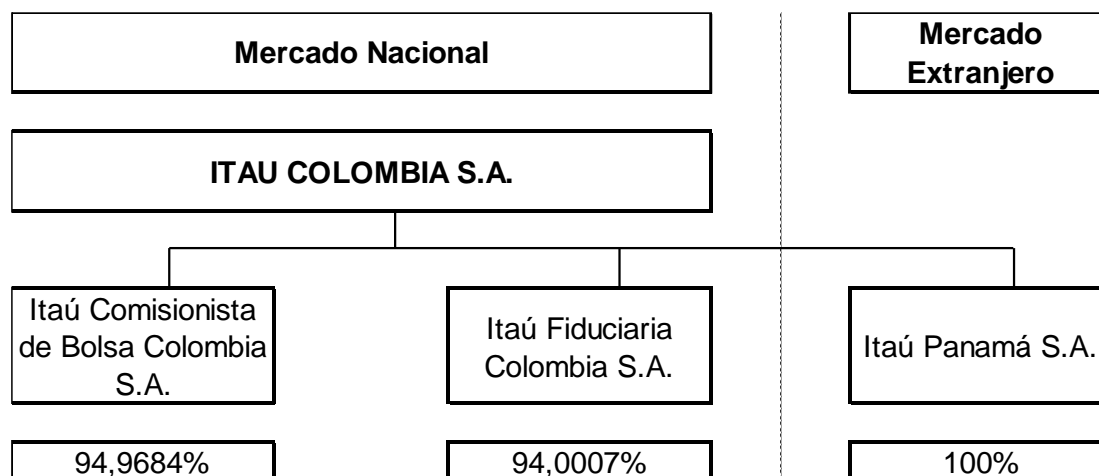 Mercado Nacional
Mercado
Extranjero
ITAU COLOMBIA S.A.
Itaú Comisionista
de Bolsa Colombia
S.A.
Itaú Fiduciaria
Colombia S.A.
Itaú Panamá S.A.
94,9684%
94,0007%
100%